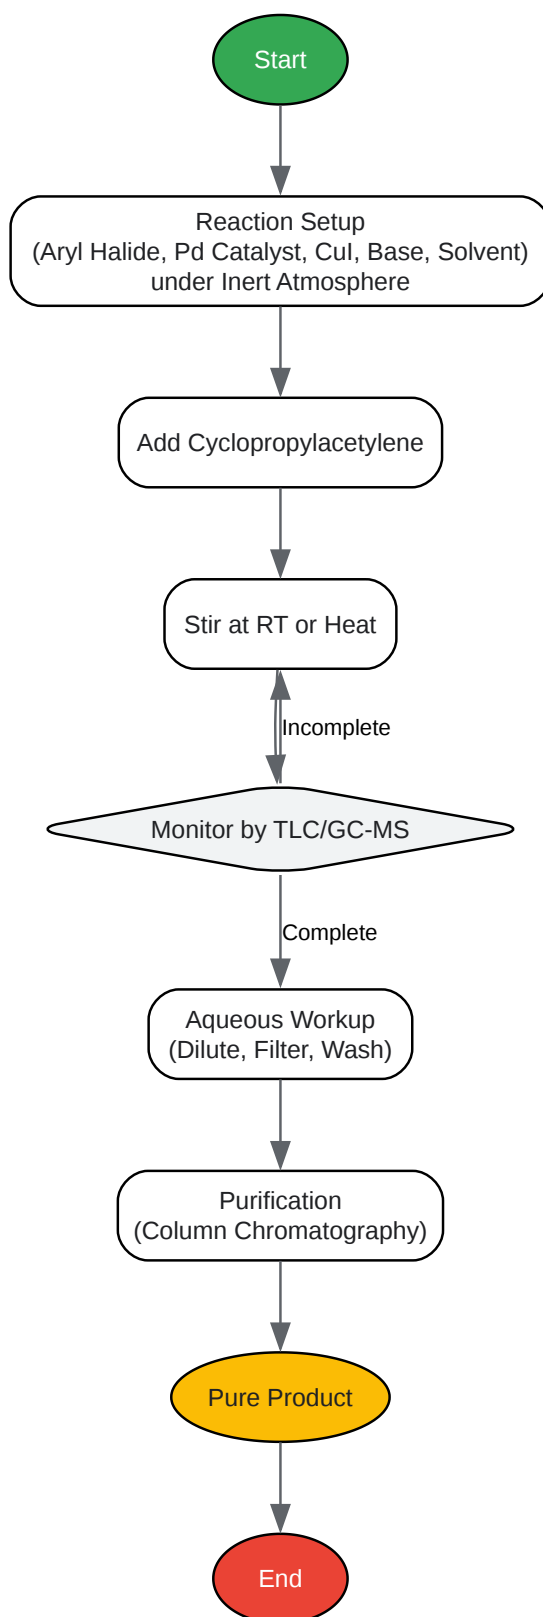 Start
Reaction Setup
(Aryl Halide, Pd Catalyst, CuI, Base, Solvent)
under Inert Atmosphere
Add Cyclopropylacetylene
Stir at RT or Heat
Incomplete
Monitor by TLC/GC-MS
Complete
Aqueous Workup
(Dilute, Filter, Wash)
Purification
(Column Chromatography)
Pure Product
End